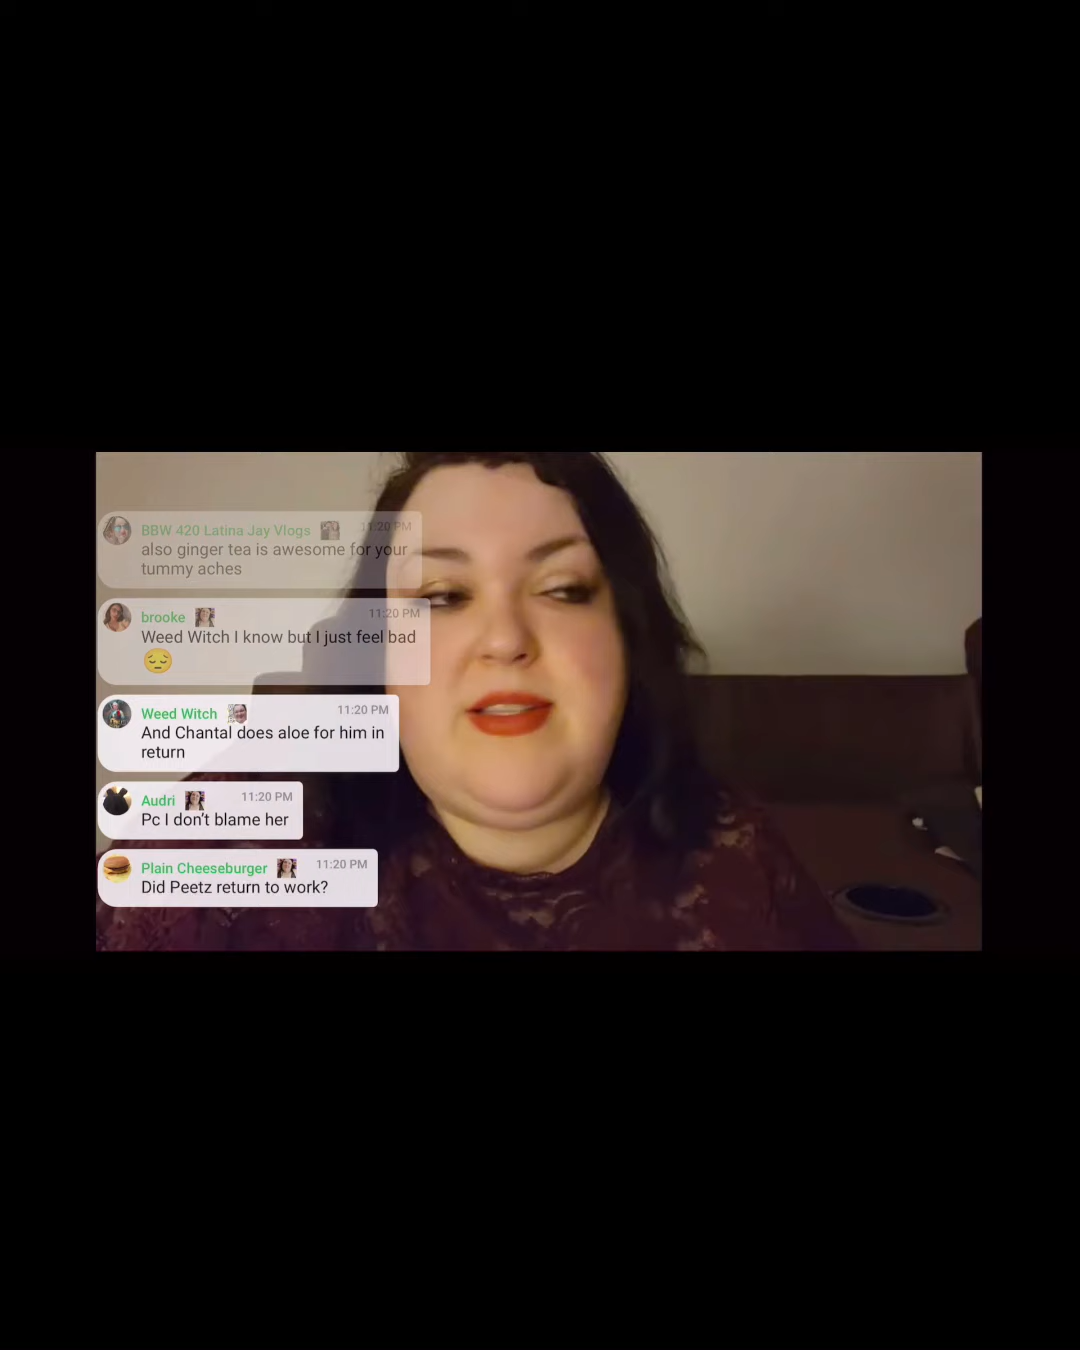 BBW 420 Latina Jay Vlogs 11:20 PM
also ginger tea is awesome for your
tummy aches
brooke 11:20 PM
Weed Witch I know but I just feel bad
😔
Weed Witch 11:20 PM
And Chantal does aloe for him in
return
Audri 11:20 PM
Pc I don't blame her
Plain Cheeseburger 11:20 PM
Did Peetz return to work?